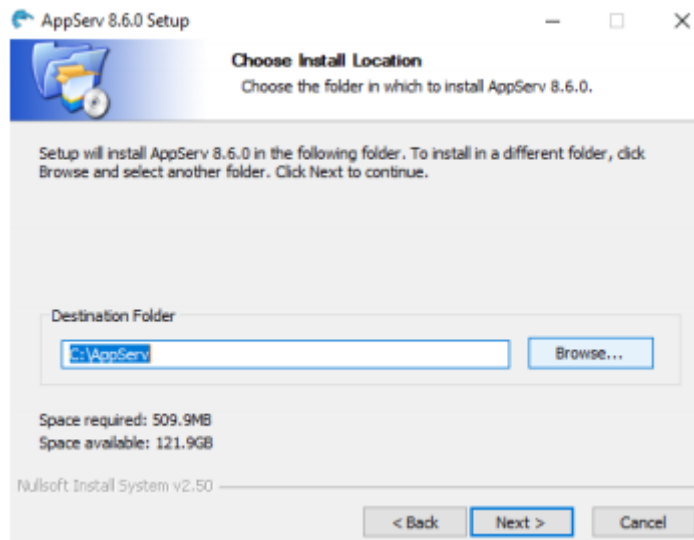 AppServ 8.6.0 Setup
Choose Install Location
Choose the folder in which to install AppServ 8.6.0.
Setup will install AppServ 8.6.0 in the following folder. To install in a different folder, click
Browse and select another folder. Click Next to continue.
Destination Folder
C:\AppServ
Browse...
Space required: 509.9MB
Space available: 121.9GB
Nullsoft Install System v2.50
< Back
Next >
Cancel